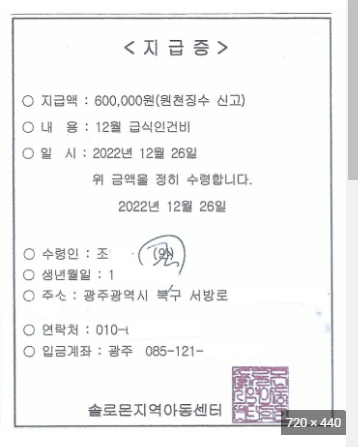 < 지 급 증 >
○ 지급액 : 600,000원(원천징수 신고)
○ 내 용 : 12월 급식인건비
○ 일 시 : 2022년 12월 26일
위 금액을 정히 수령합니다.
2022년 12월 26일
○ 수령인 : 조
○ 생년월일 : 1
○ 주소 : 광주광역시 북구 서방로
○ 연락처 : 010-
○ 입금계좌 : 광주 085-121-
솔로몬지역아동센터
720 × 440